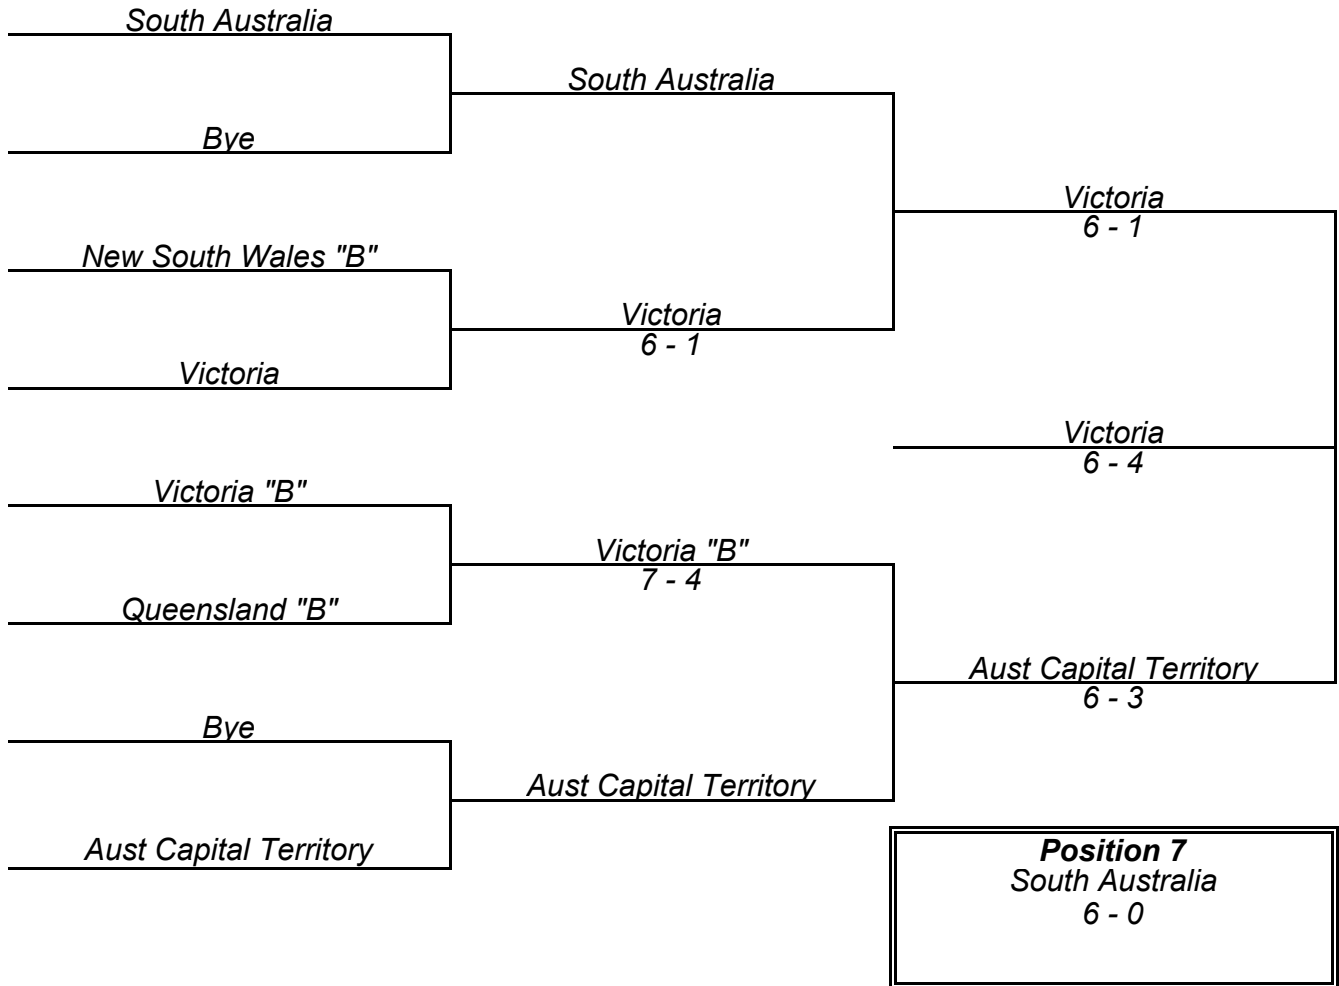 South Australia
South Australia
Bye
Victoria
6 - 1
New South Wales "B"
Victoria
6 - 1
Victoria
Victoria
6 - 4
Victoria "B"
Victoria "B"
7 - 4
Queensland "B"
Aust Capital Territory
6 - 3
Bye
Aust Capital Territory
Aust Capital Territory
Position 7
South Australia
6 - 0